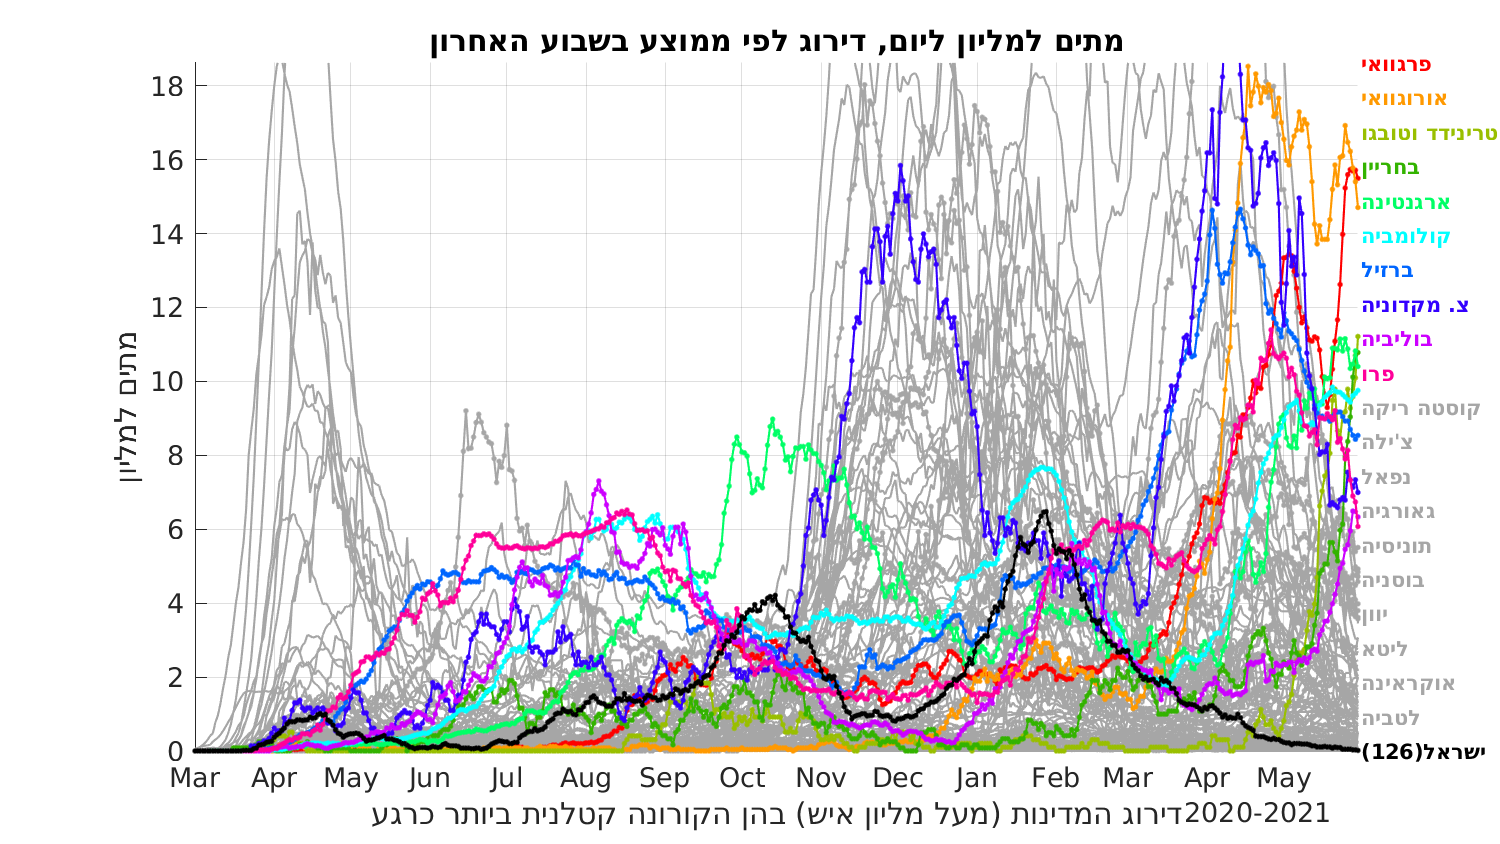 מתים למליון ליום, דירוג לפי ממוצע בשבוע האחרון
מתים למליון
18
16
14
12
10
8
6
4
2
0
Mar Apr May Jun Jul Aug Sep Oct Nov Dec Jan Feb Mar Apr May
דירוג המדינות (מעל מליון איש) בהן הקורונה קטלנית ביותר כרגע2020-2021
פרגוואי
אורוגוואי
טרינידד וטובגו
בחריין
ארגנטינה
קולומביה
ברזיל
צ. מקדוניה
בוליביה
פרו
קוסטה ריקה
צ'ילה
נפאל
גאורגיה
תוניסיה
בוסניה
יוון
ליטא
אוקראינה
לטביה
ישראל(126)